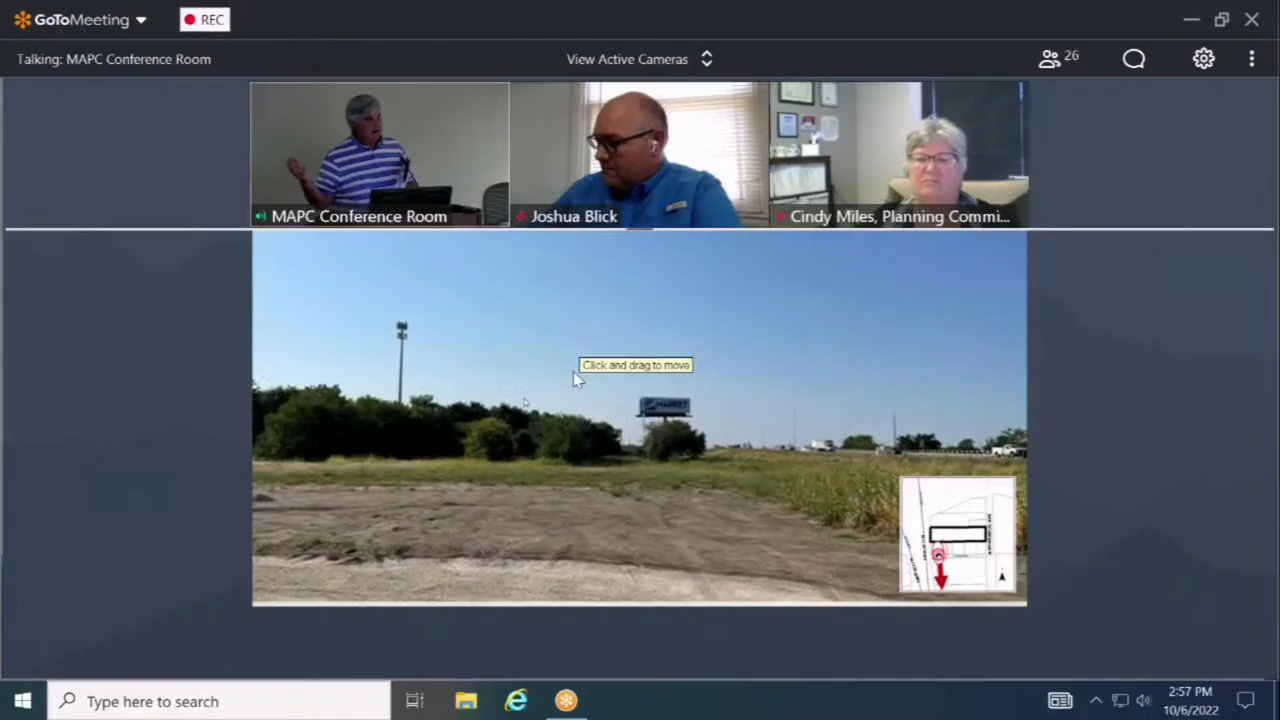 GoToMeeting
REC
Talking: MAPC Conference Room
View Active Cameras
26
MAPC Conference Room
Joshua Blick
Cindy Miles, Planning Commi...
Click and drag to move
MARKET
Type here to search
2:57 PM
10/6/2022